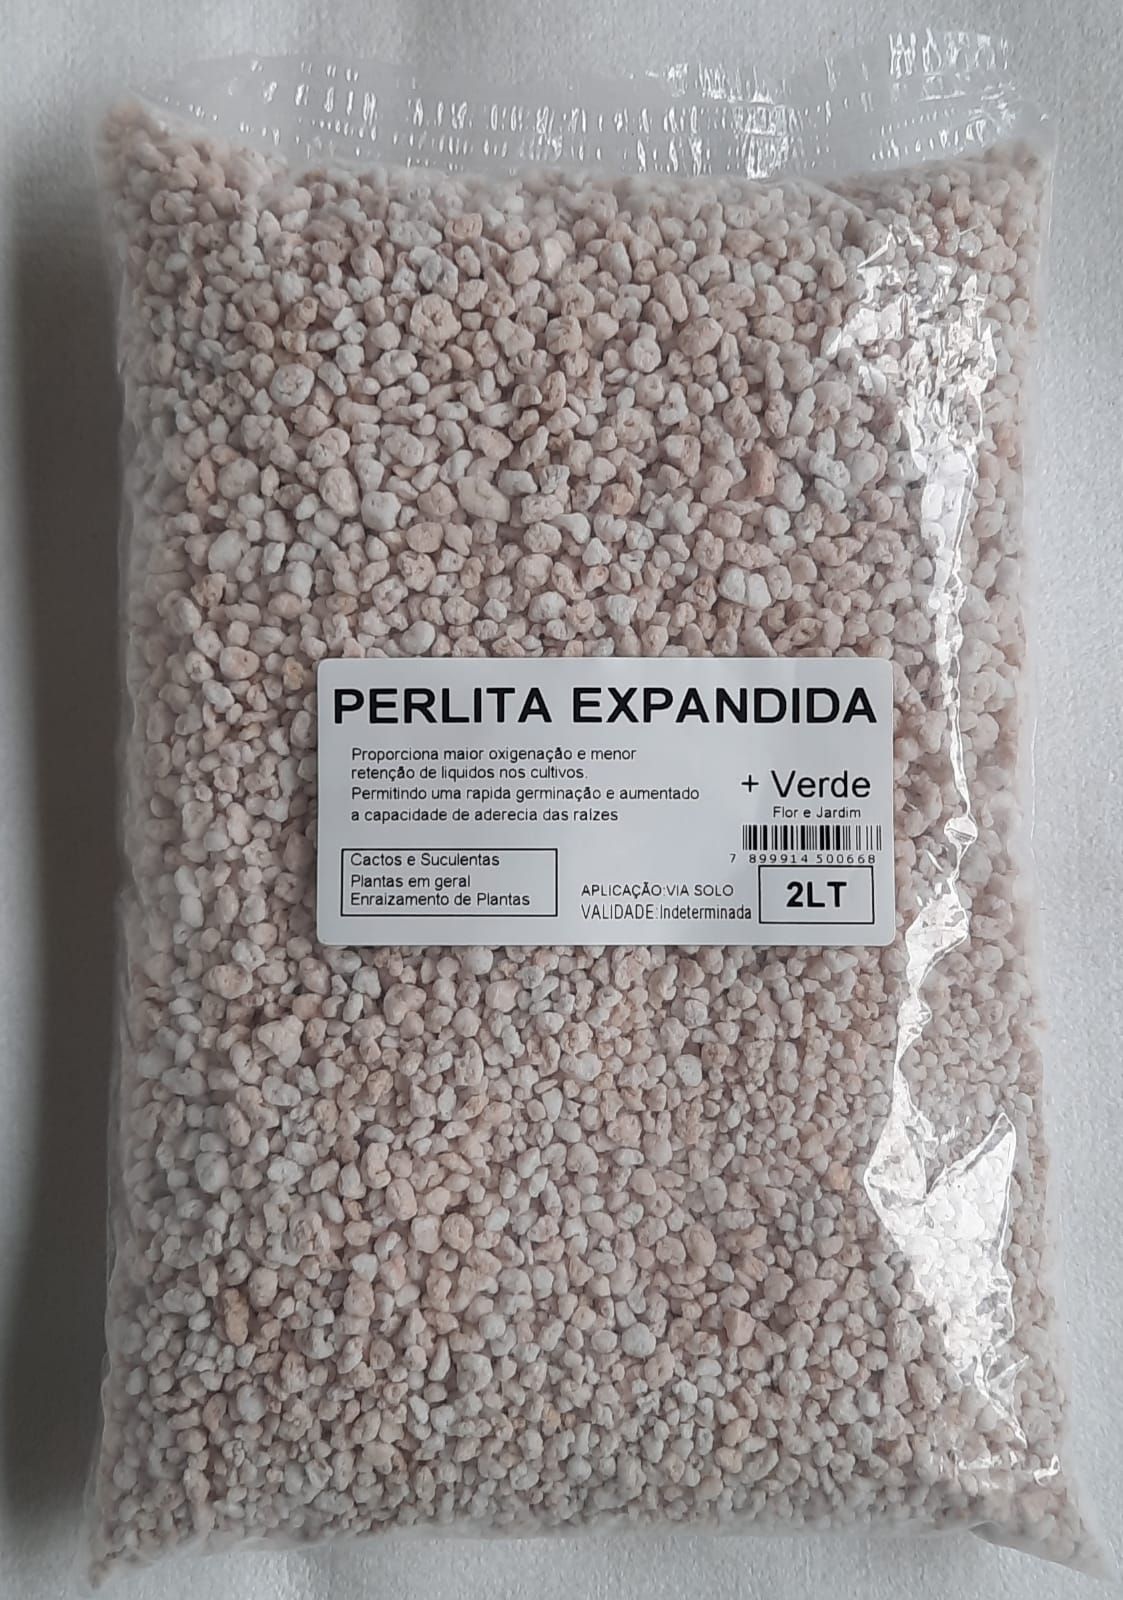 PERLITA EXPANDIDA
Proporciona maior oxigenação e menor
retenção de liquidos nos cultivos.
Permitindo uma rapida germinação e aumentado
a capacidade de aderecia das raízes
+ Verde
Flor e Jardim
7 899914 500668
Cactos e Suculentas
Plantas em geral
Enraizamento de Plantas
APLICAÇÃO:VIA SOLO
VALIDADE:Indeterminada
2LT